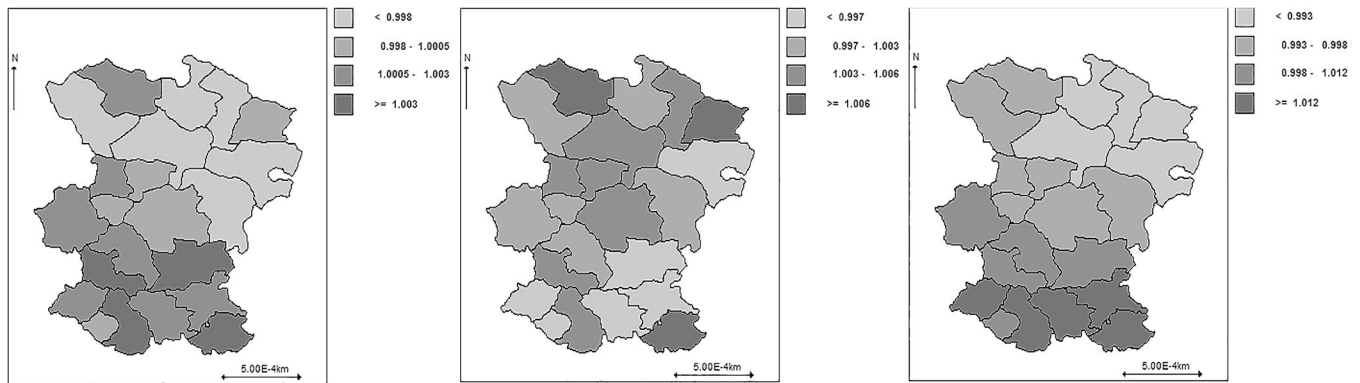 < 0.998
0.998 - 1.0005
1.0005 - 1.003
>= 1.003
N
5.00E-4km
< 0.997
0.997 - 1.003
1.003 - 1.006
>= 1.006
N
5.00E-4km
< 0.993
0.993 - 0.998
0.998 - 1.012
>= 1.012
N
5.00E-4km